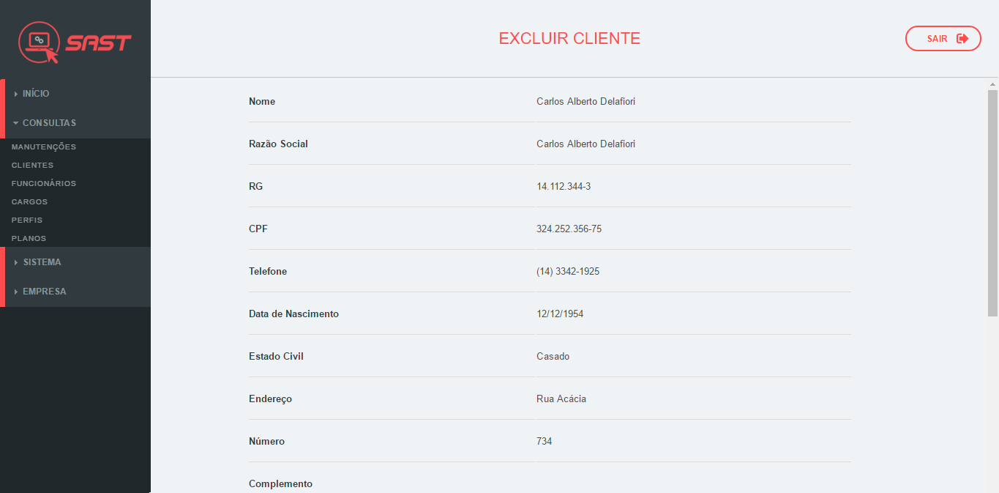 SAST
EXCLUIR CLIENTE
SAIR
INÍCIO
CONSULTAS
MANUTENÇÕES
CLIENTES
FUNCIONÁRIOS
CARGOS
PERFIS
PLANOS
SISTEMA
EMPRESA
Nome Carlos Alberto Delafiori
Razão Social Carlos Alberto Delafiori
RG 14.112.344-3
CPF 324.252.356-75
Telefone (14) 3342-1925
Data de Nascimento 12/12/1954
Estado Civil Casado
Endereço Rua Acácia
Número 734
Complemento